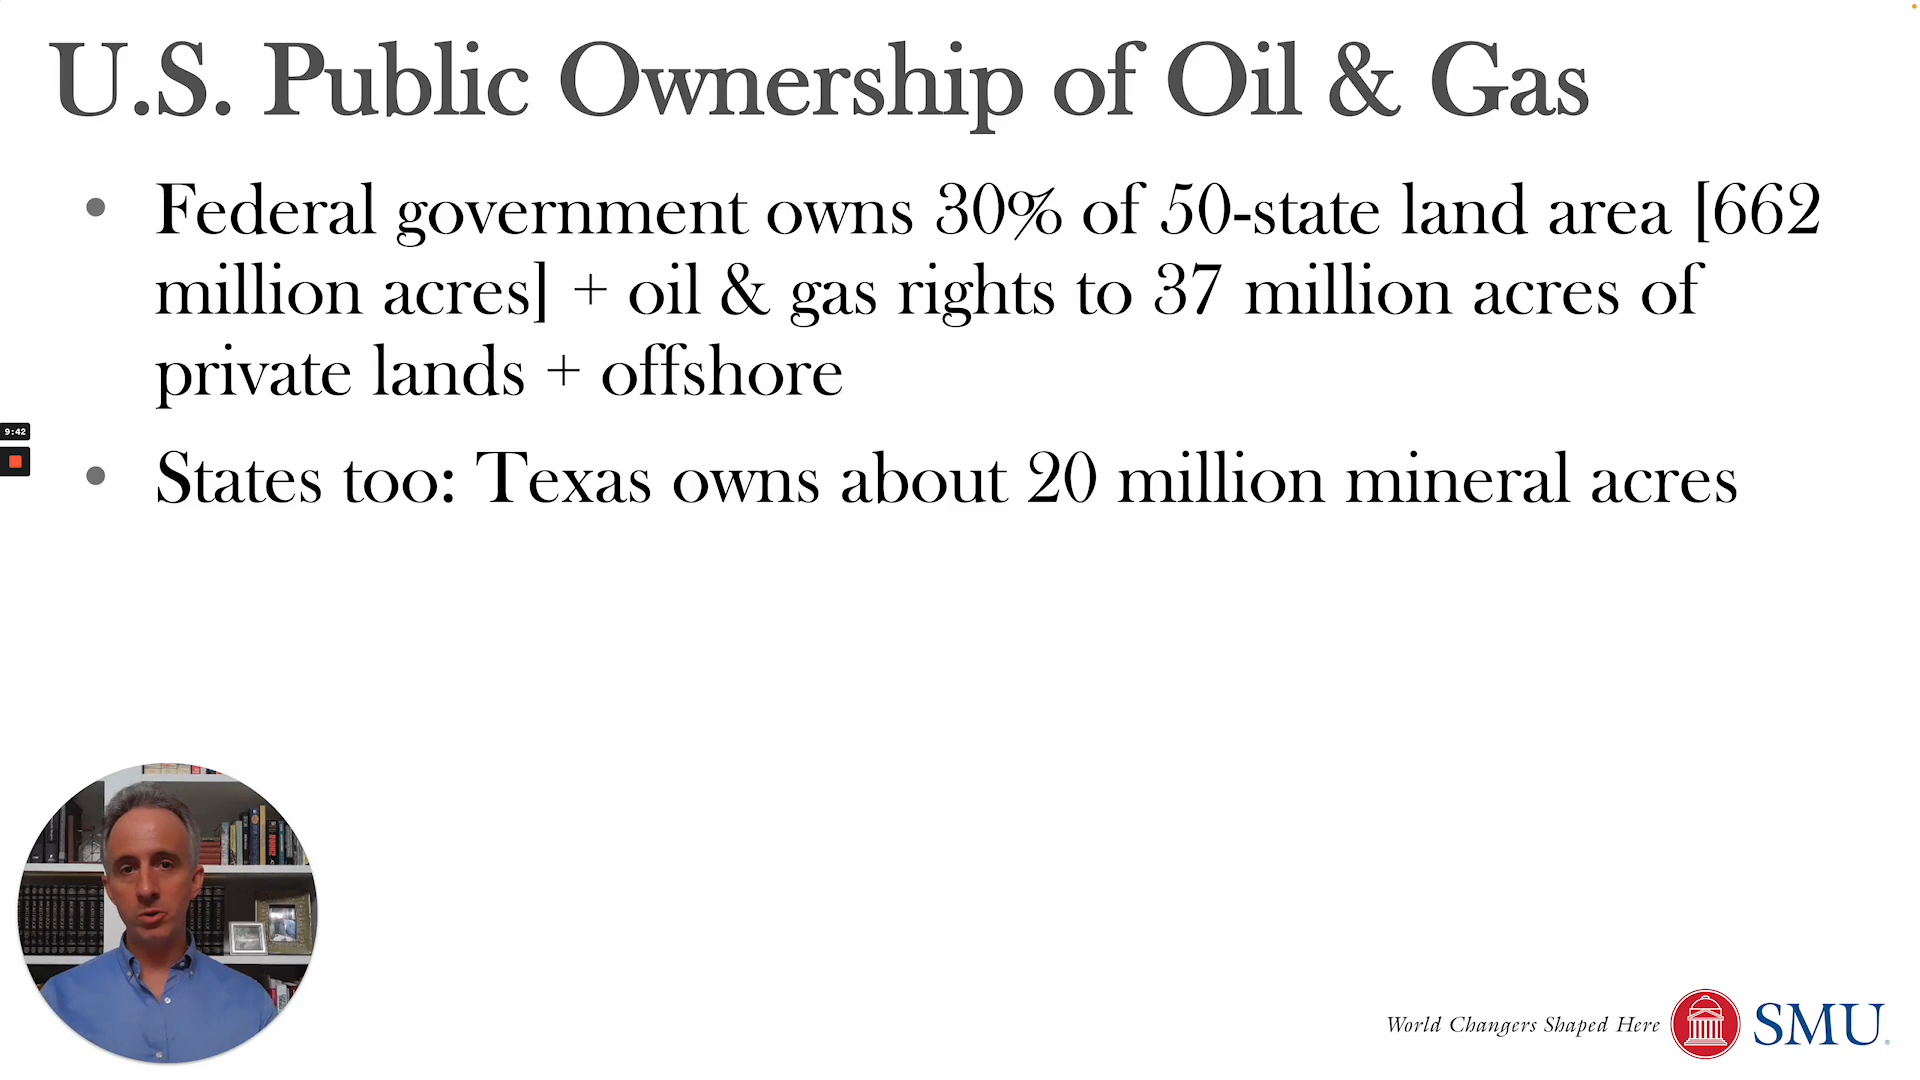 U.S. Public Ownership of Oil & Gas
• Federal government owns 30% of 50-state land area [662
million acres] + oil & gas rights to 37 million acres of
private lands + offshore
9:42
• States too: Texas owns about 20 million mineral acres
World Changers Shaped Here SMU